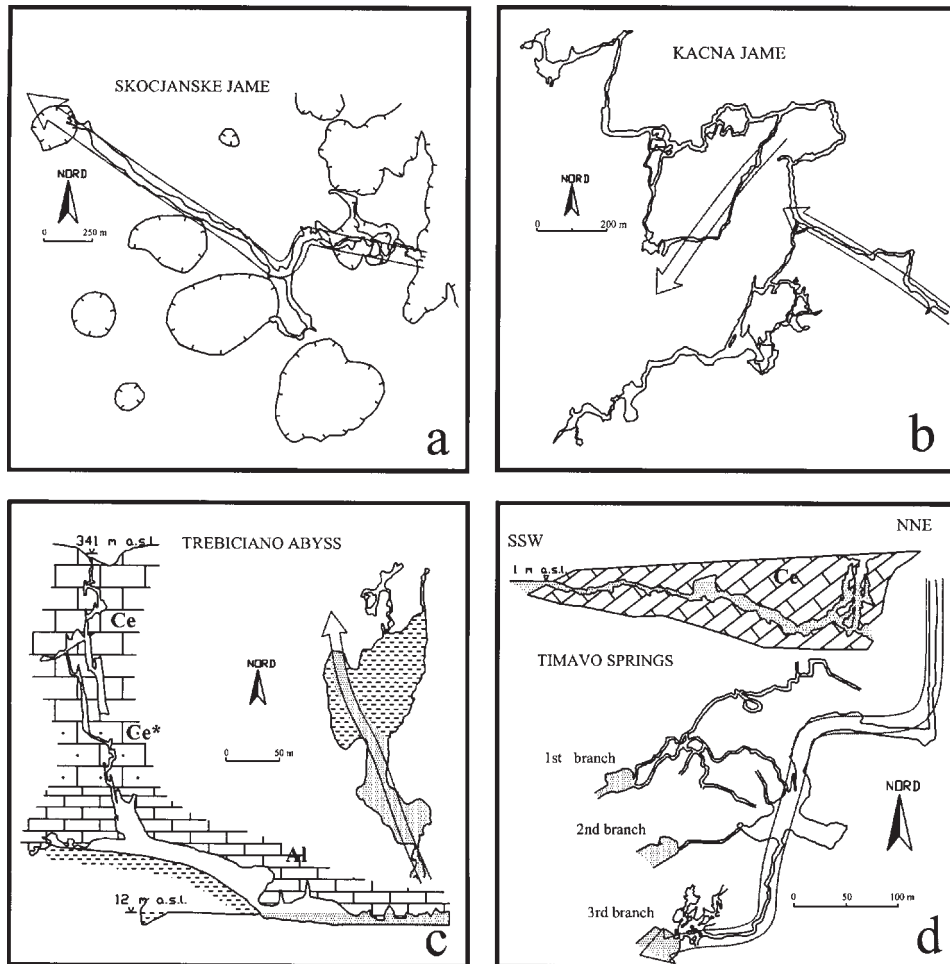 SKOCJANSKE JAME
NORD
0 250 m
a
KACNA JAME
NORD
0 200 m
b
341 m a.s.l.
TREBICIANO ABYSS
Ce
NORD
Ce*
0 50 m
Al
12 m a.s.l.
c
NNE
SSW
1 m a.s.l.
Ce
TIMAVO SPRINGS
1st branch
NORD
2nd branch
0 50 100 m
3rd branch
d